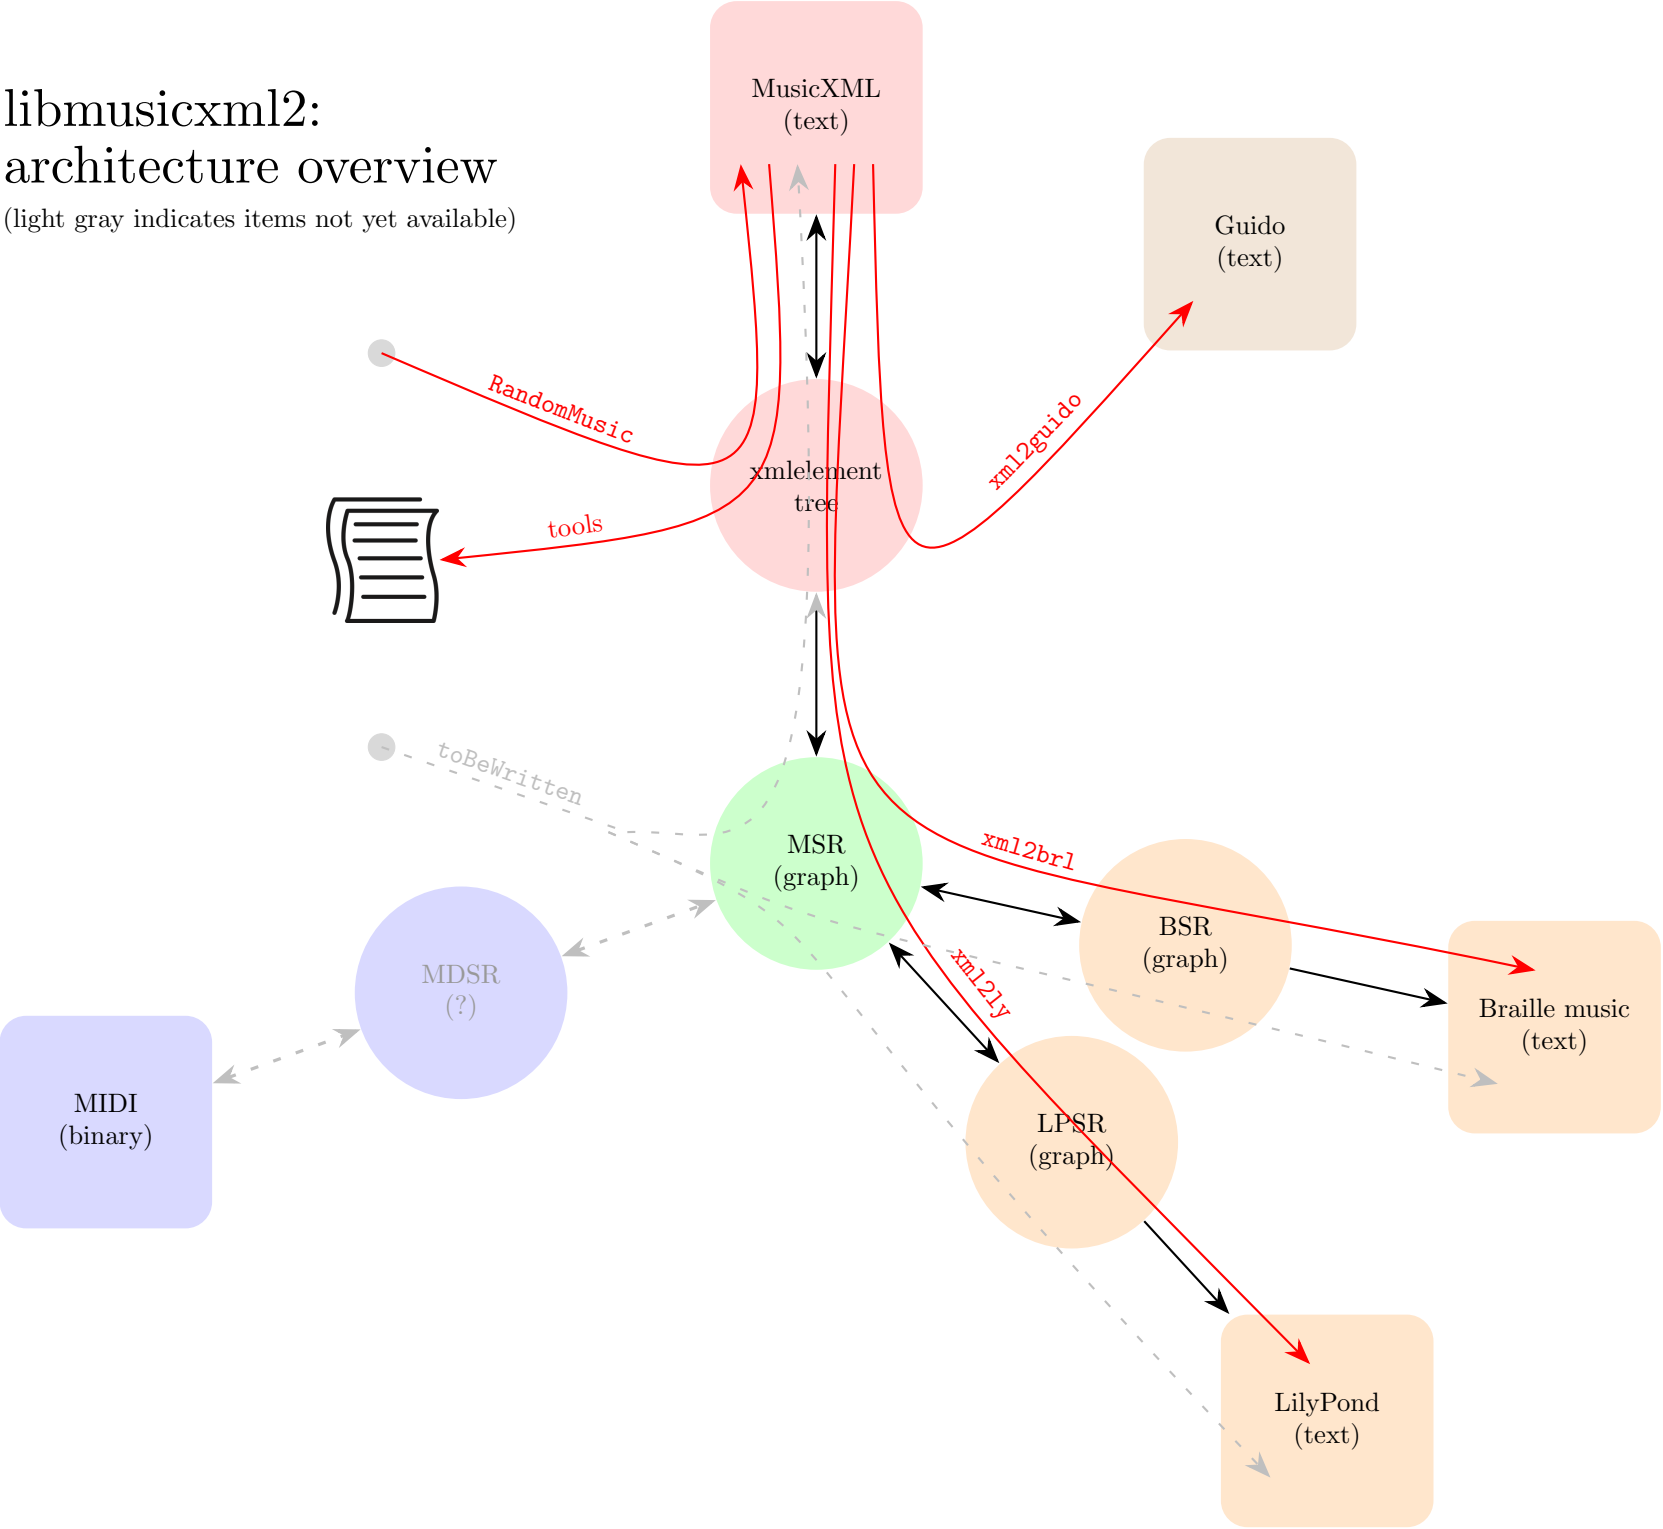 libmusicxml2:
architecture overview
(light gray indicates items not yet available)
MusicXML
(text)
Guido
(text)
RandomMusic
xml2guido
xmlelement
tree
tools
toBeWritten
MSR
(graph)
xml2brl
BSR
(graph)
MDSR
(?)
xml2ly
Braille music
(text)
MIDI
(binary)
LPSR
(graph)
LilyPond
(text)